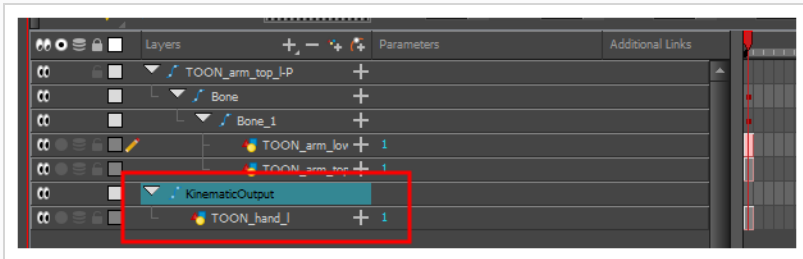 Layers Parameters Additional Links
TOON_arm_top_l-P
Bone
Bone_1
TOON_arm_lov 1
TOON_arm_top 1
KinematicOutput
TOON_hand_l 1